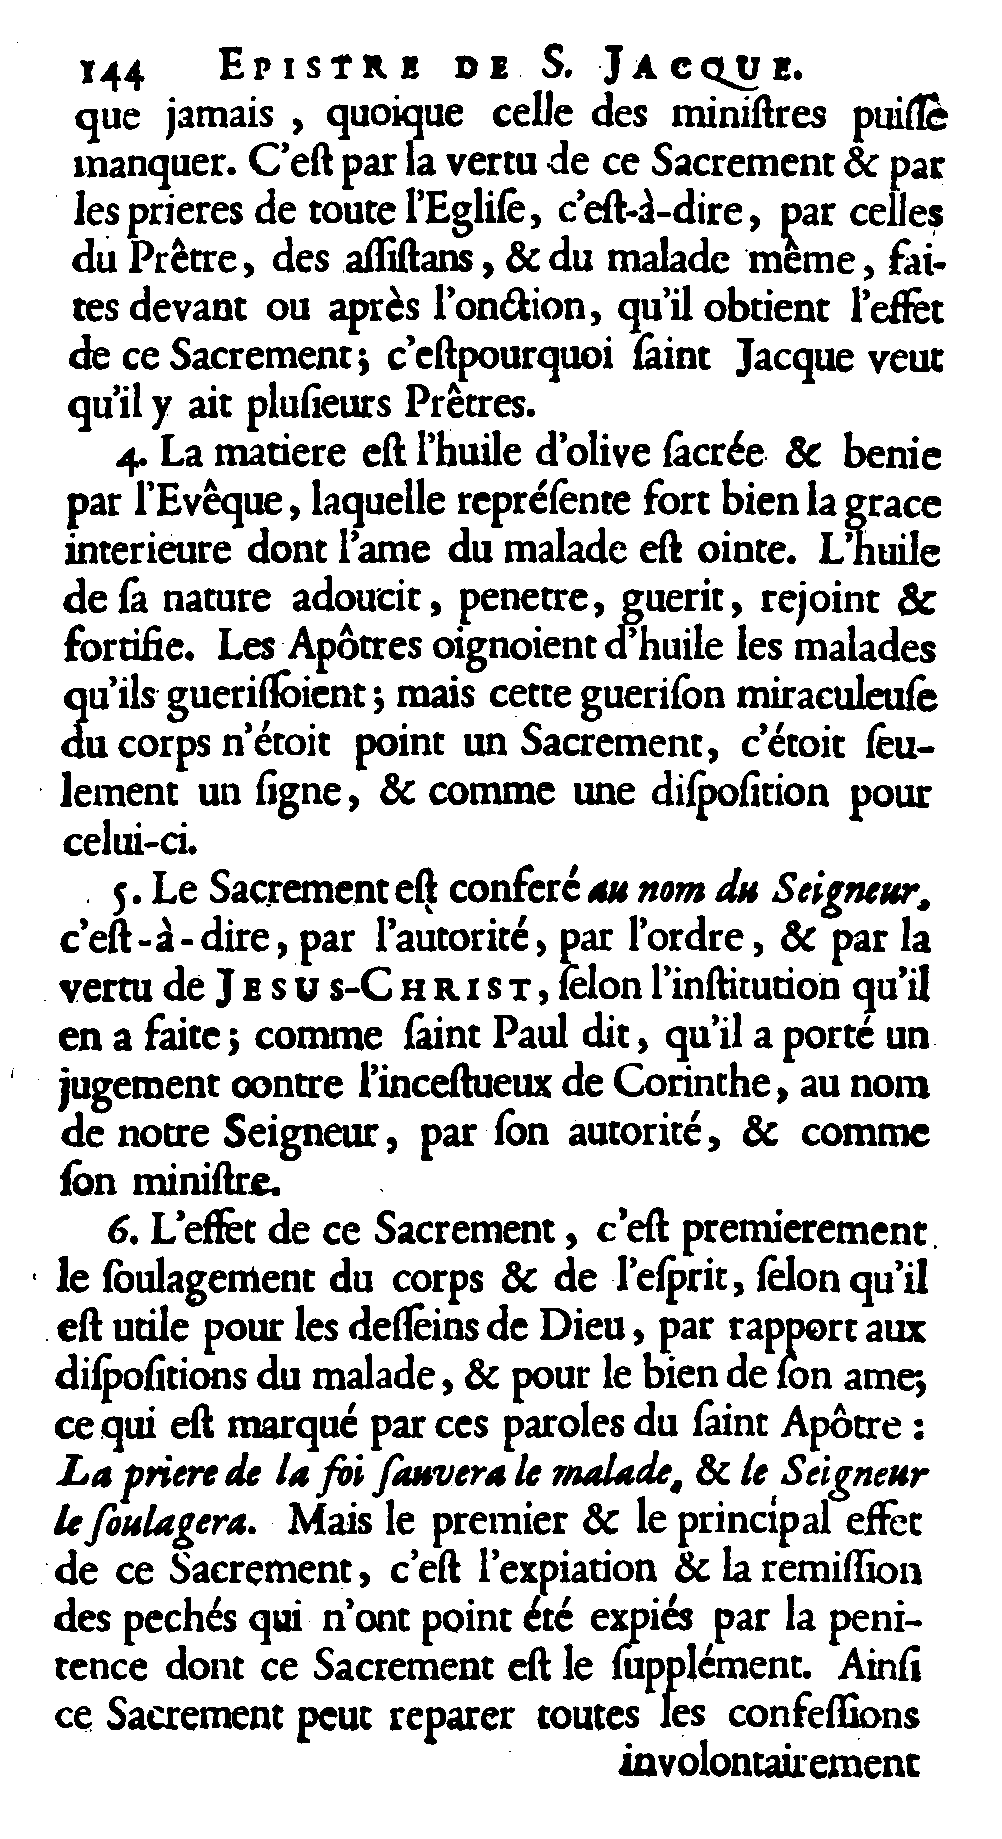 144 EPISTRE DE S. JACQUE.
que jamais , quoique celle des miniſtres puiſſe
manquer. C'eſt par la vertu de ce Sacrement & par
les prieres de toute l'Egliſe, c'eſt-à-dire, par celles
du Prêtre, des aſſiſtans, & du malade même, fai-
tes devant ou après l'onction, qu'il obtient l'effet
de ce Sacrement; c'eſtpourquoi ſaint Jacque veut
qu'il y ait pluſieurs Prêtres.
4. La matiere eſt l'huile d'olive ſacrée & benie
par l'Evêque, laquelle repréſente fort bien la grace
interieure dont l'ame du malade eſt ointe. L'huile
de ſa nature adoucit, penetre, guerit, rejoint &
fortifie. Les Apôtres oignoient d'huile les malades
qu'ils gueriſſoient; mais cette gueriſon miraculeuſe
du corps n'étoit point un Sacrement, c'étoit ſeu-
lement un ſigne, & comme une diſpoſition pour
celui-ci.
5. Le Sacrement eſt conferé au nom du Seigneur,
c'eſt-à-dire, par l'autorité, par l'ordre, & par la
vertu de JESUS-CHRIST, ſelon l'inſtitution qu'il
en a faite; comme ſaint Paul dit, qu'il a porté un
jugement contre l'inceſtueux de Corinthe, au nom
de notre Seigneur, par ſon autorité, & comme
ſon miniſtre.
6. L'effet de ce Sacrement, c'eſt premierement
le ſoulagement du corps & de l'eſprit, ſelon qu'il
eſt utile pour les deſſeins de Dieu, par rapport aux
diſpoſitions du malade, & pour le bien de ſon ame;
ce qui eſt marqué par ces paroles du ſaint Apôtre :
La priere de la foi ſauvera le malade, & le Seigneur
le ſoulagera. Mais le premier & le principal effet
de ce Sacrement, c'eſt l'expiation & la remiſſion
des pechés qui n'ont point été expiés par la peni-
tence dont ce Sacrement eſt le ſupplément. Ainſi
ce Sacrement peut reparer toutes les confeſſions
involontairement